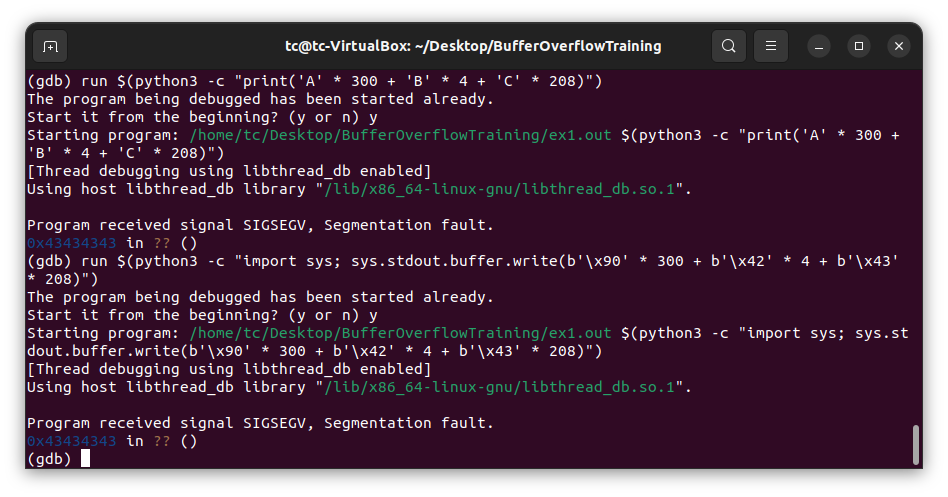 tc@tc-VirtualBox: ~/Desktop/BufferOverflowTraining
(gdb) run $(python3 -c "print('A' * 300 + 'B' * 4 + 'C' * 208)")
The program being debugged has been started already.
Start it from the beginning? (y or n) y
Starting program: /home/tc/Desktop/BufferOverflowTraining/ex1.out $(python3 -c "print('A' * 300 +
'B' * 4 + 'C' * 208)")
[Thread debugging using libthread_db enabled]
Using host libthread_db library "/lib/x86_64-linux-gnu/libthread_db.so.1".
Program received signal SIGSEGV, Segmentation fault.
0x43434343 in ?? ()
(gdb) run $(python3 -c "import sys; sys.stdout.buffer.write(b'\x90' * 300 + b'\x42' * 4 + b'\x43'
* 208)")
The program being debugged has been started already.
Start it from the beginning? (y or n) y
Starting program: /home/tc/Desktop/BufferOverflowTraining/ex1.out $(python3 -c "import sys; sys.st
dout.buffer.write(b'\x90' * 300 + b'\x42' * 4 + b'\x43' * 208)")
[Thread debugging using libthread_db enabled]
Using host libthread_db library "/lib/x86_64-linux-gnu/libthread_db.so.1".
Program received signal SIGSEGV, Segmentation fault.
0x43434343 in ?? ()
(gdb)